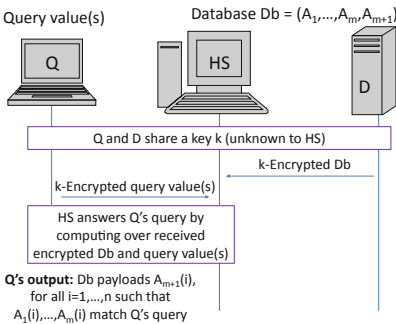 Query value(s)
Database Db = (A1,…,Am,Am+1)
Q
HS
D
Q and D share a key k (unknown to HS)
k-Encrypted Db
k-Encrypted query value(s)
HS answers Q's query by
computing over received
encrypted Db and query value(s)
Q's output: Db payloads Am+1(i),
for all i=1,…,n such that
A1(i),…,Am(i) match Q's query